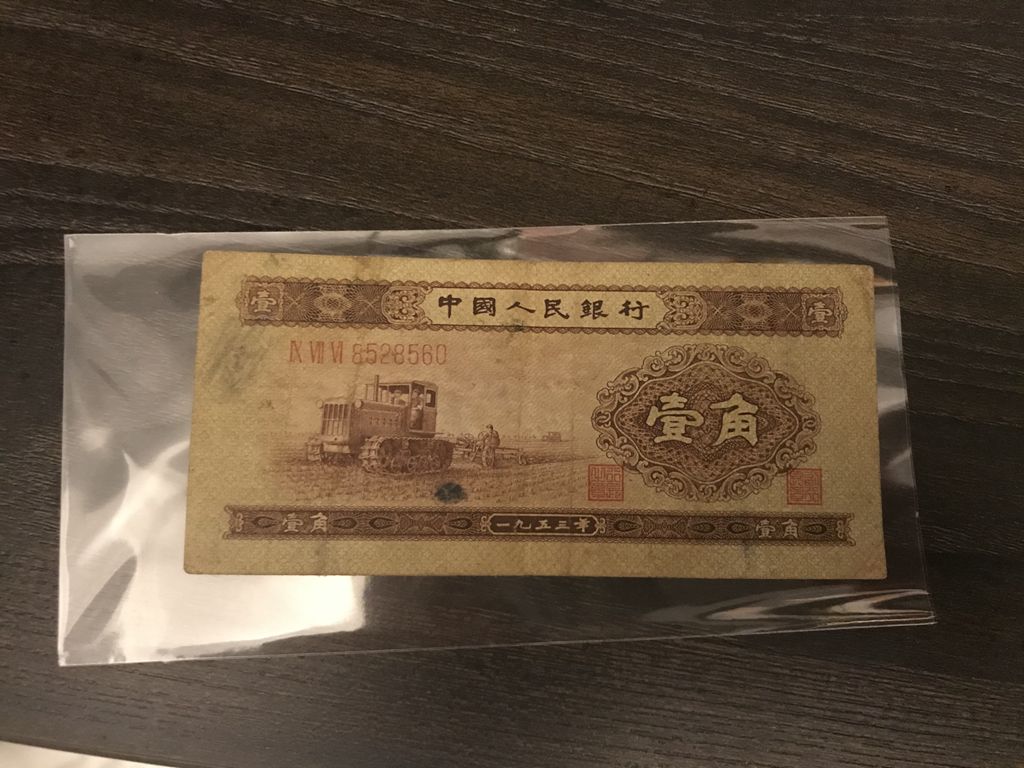 壹 中國人民銀行 壹
IX VII VI 8528560
壹角
壹角 一九五三年 壹角